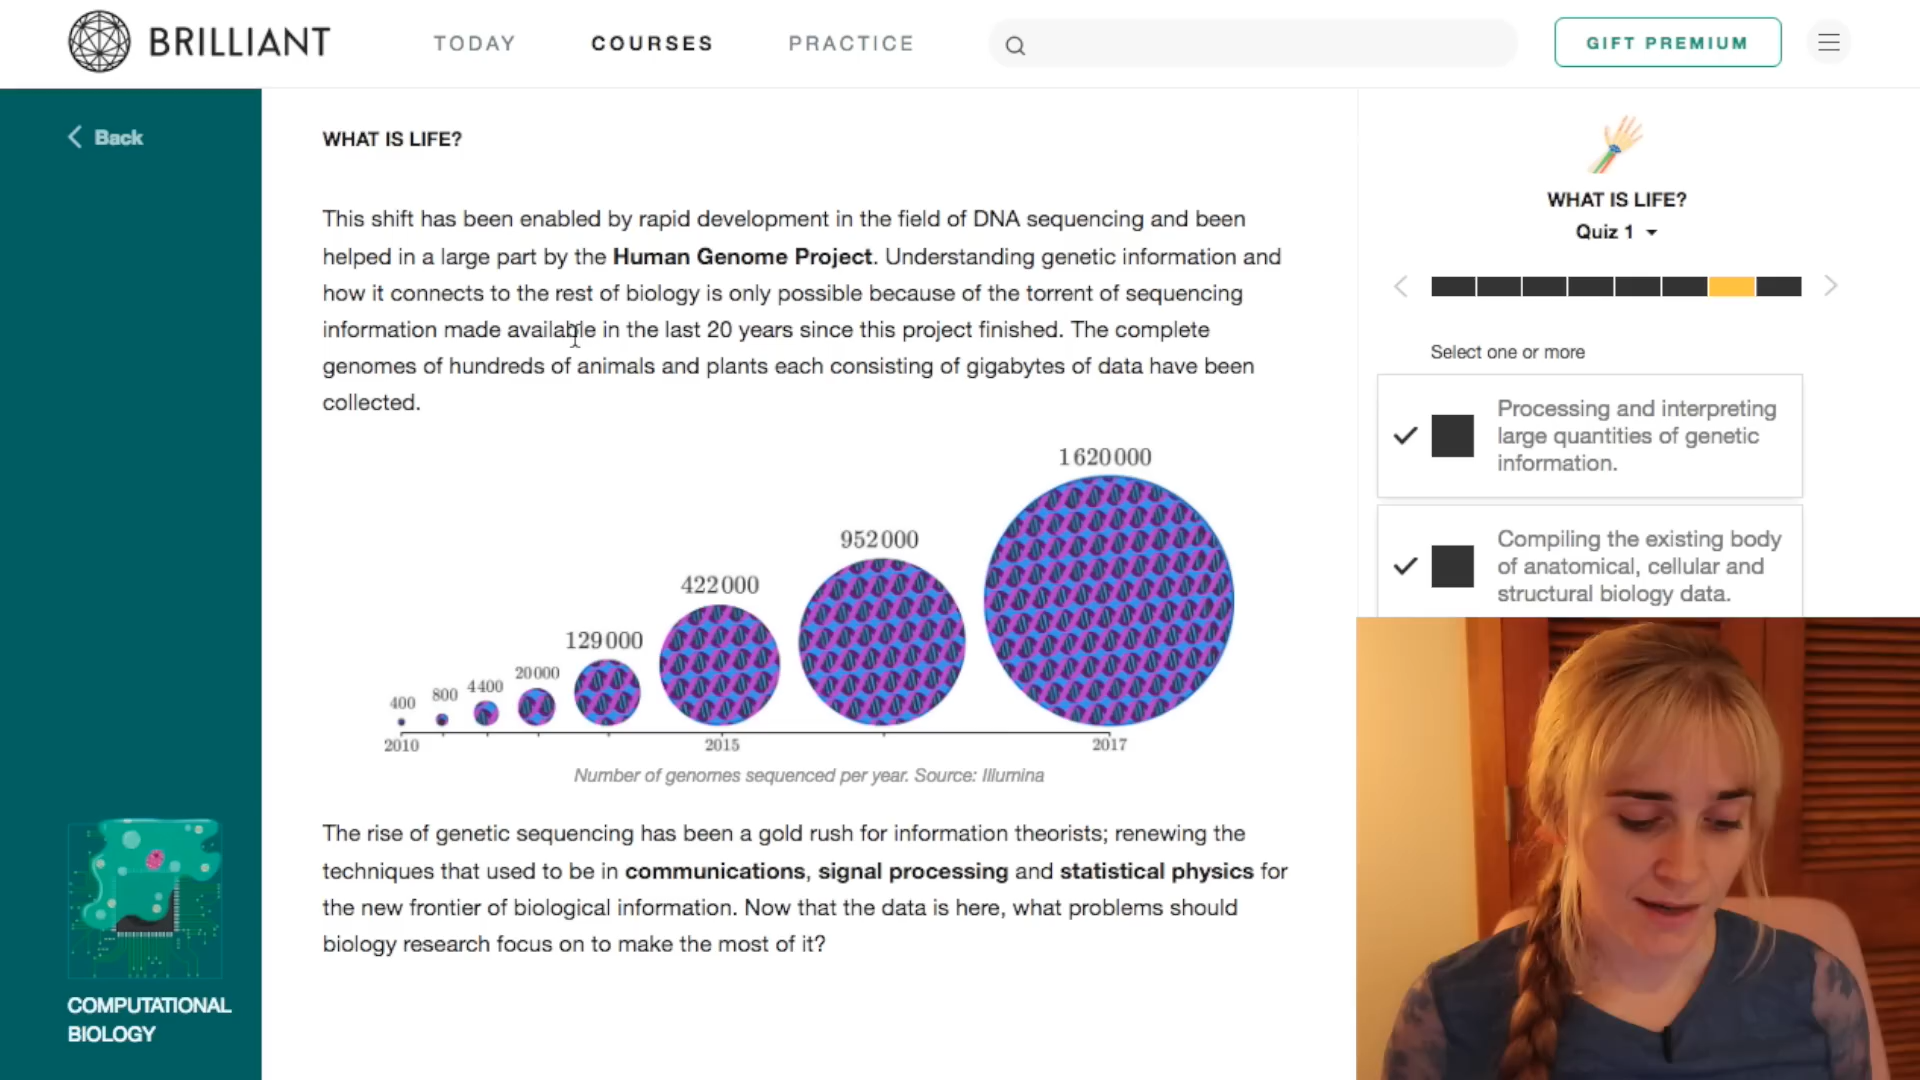 BRILLIANT
TODAY
COURSES
PRACTICE
GIFT PREMIUM
Back
WHAT IS LIFE?
This shift has been enabled by rapid development in the field of DNA sequencing and been
helped in a large part by the Human Genome Project. Understanding genetic information and
how it connects to the rest of biology is only possible because of the torrent of sequencing
information made available in the last 20 years since this project finished. The complete
genomes of hundreds of animals and plants each consisting of gigabytes of data have been
collected.
400
800
4400
20000
129000
422000
952000
1620000
2010
2015
2017
Number of genomes sequenced per year. Source: Illumina
The rise of genetic sequencing has been a gold rush for information theorists; renewing the
techniques that used to be in communications, signal processing and statistical physics for
the new frontier of biological information. Now that the data is here, what problems should
biology research focus on to make the most of it?
COMPUTATIONAL
BIOLOGY
WHAT IS LIFE?
Quiz 1
Select one or more
Processing and interpreting
large quantities of genetic
information.
Compiling the existing body
of anatomical, cellular and
structural biology data.